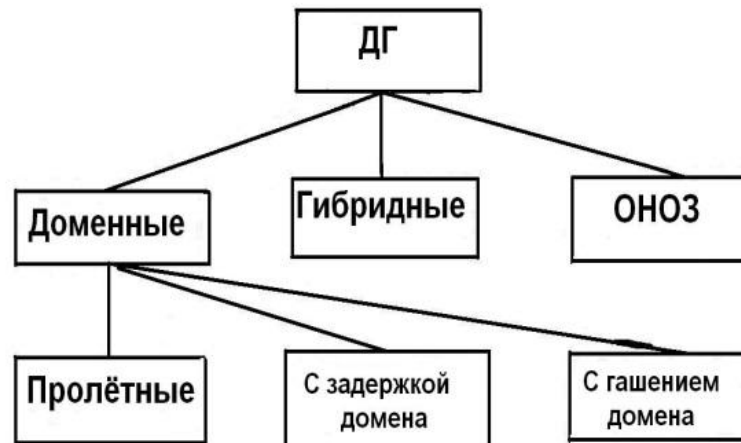 ДГ
Доменные
Гибридные
ОНОЗ
Пролётные
С задержкой
домена
С гашением
домена